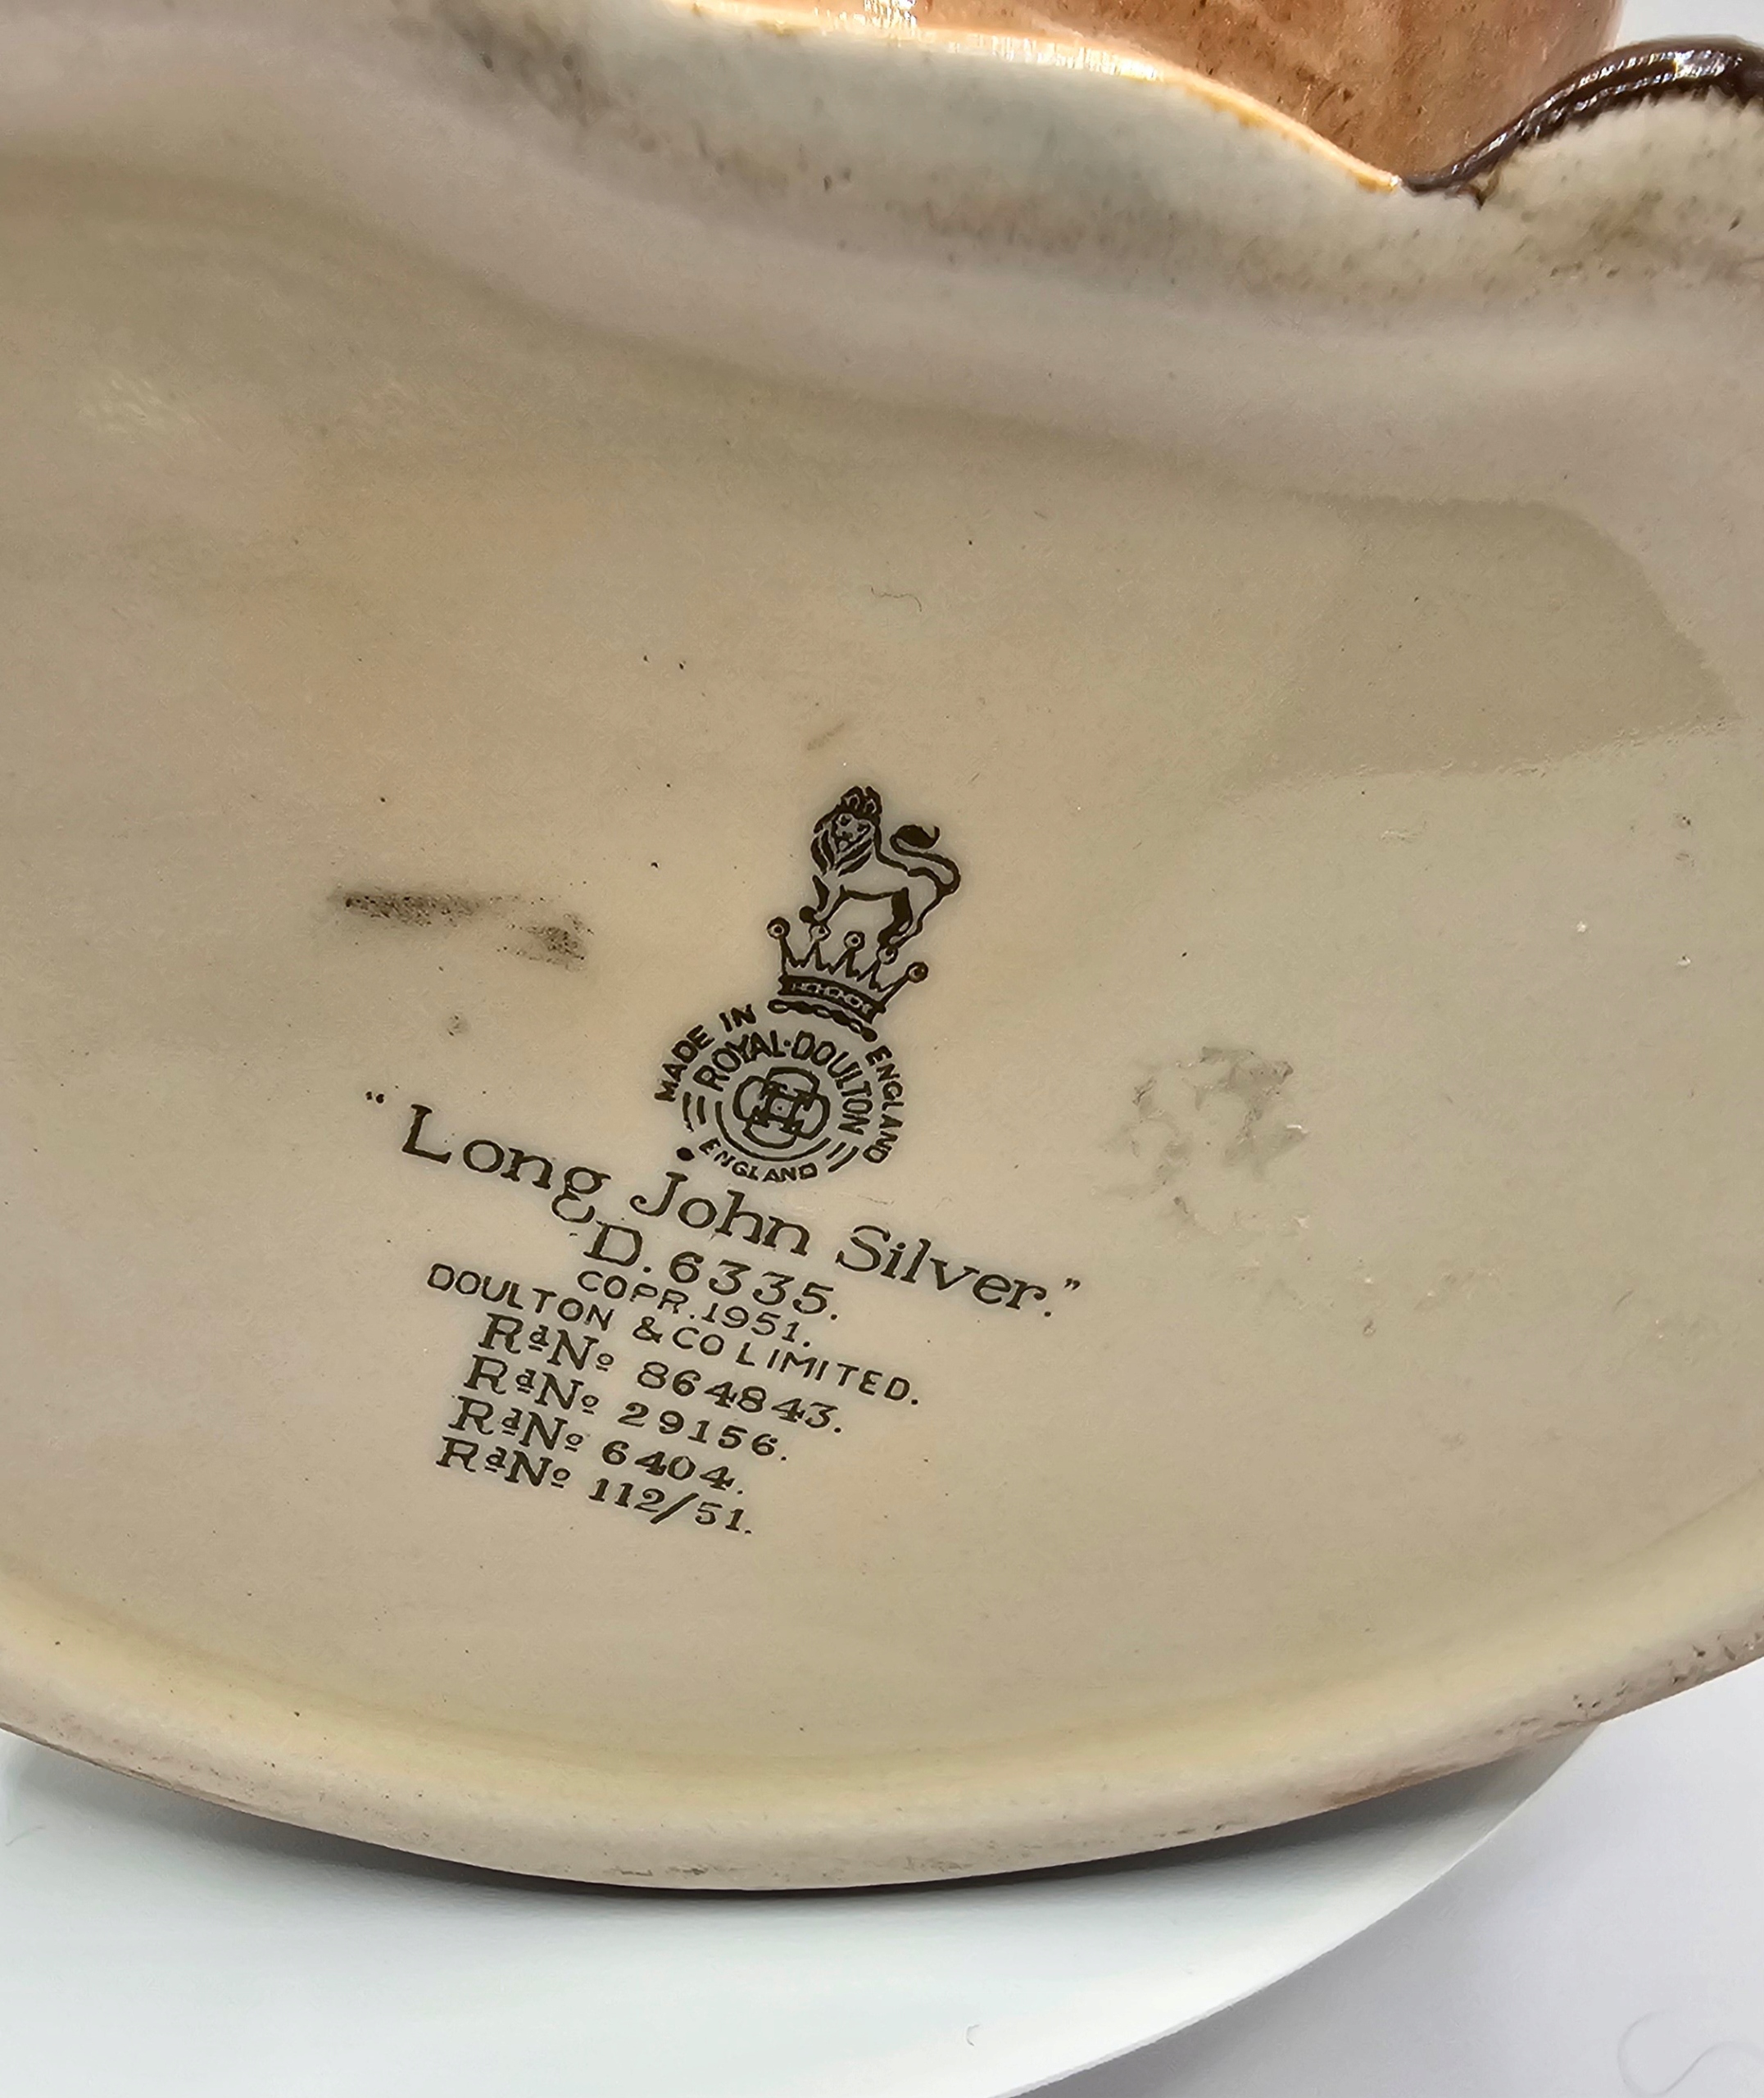 MADE IN ENGLAND
ROYAL·DOULTON
ENGLAND
“Long John Silver.”
D.6335.
COPR.1951.
DOULTON & CO LIMITED.
RdNo 864843.
RdNo 29156.
RdNo 6404.
RdNo 112/51.